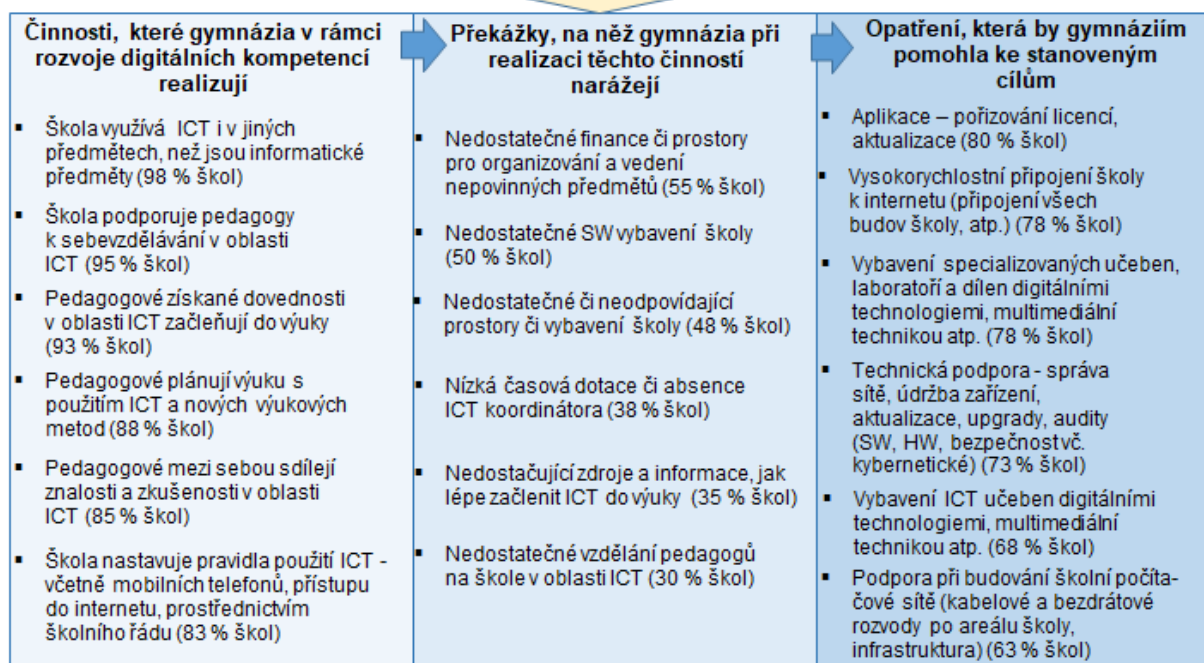 Činnosti, které gymnázia v rámci
rozvoje digitálních kompetencí
realizují
▪ Škola využívá ICT i v jiných
předmětech, než jsou informatické
předměty (98 % škol)
▪ Škola podporuje pedagogy
k sebevzdělávání v oblasti
ICT (95 % škol)
▪ Pedagogové získané dovednosti
v oblasti ICT začleňují do výuky
(93 % škol)
▪ Pedagogové plánují výuku s
použitím ICT a nových výukových
metod (88 % škol)
▪ Pedagogové mezi sebou sdílejí
znalosti a zkušenosti v oblasti
ICT (85 % škol)
▪ Škola nastavuje pravidla použití ICT -
včetně mobilních telefonů, přístupu
do internetu, prostřednictvím
školního řádu (83 % škol)
Překážky, na něž gymnázia při
realizaci těchto činností
narážejí
▪ Nedostatečné finance či prostory
pro organizování a vedení
nepovinných předmětů (55 % škol)
▪ Nedostatečné SW vybavení školy
(50 % škol)
▪ Nedostatečné či neodpovídající
prostory či vybavení školy (48 % škol)
▪ Nízká časová dotace či absence
ICT koordinátora (38 % škol)
▪ Nedostačující zdroje a informace, jak
lépe začlenit ICT do výuky (35 % škol)
▪ Nedostatečné vzdělání pedagogů
na škole v oblasti ICT (30 % škol)
Opatření, která by gymnáziím
pomohla ke stanoveným
cílům
▪ Aplikace – pořizování licencí,
aktualizace (80 % škol)
▪ Vysokorychlostní připojení školy
k internetu (připojení všech
budov školy, atp.) (78 % škol)
▪ Vybavení specializovaných učeben,
laboratoří a dílen digitálními
technologiemi, multimediální
technikou atp. (78 % škol)
▪ Technická podpora - správa
sítě, údržba zařízení,
aktualizace, upgrady, audity
(SW, HW, bezpečnost vč.
kybernetické) (73 % škol)
▪ Vybavení ICT učeben digitálními
technologiemi, multimediální
technikou atp. (68 % škol)
▪ Podpora při budování školní počíta-
čové sítě (kabelové a bezdrátové
rozvody po areálu školy,
infrastruktura) (63 % škol)